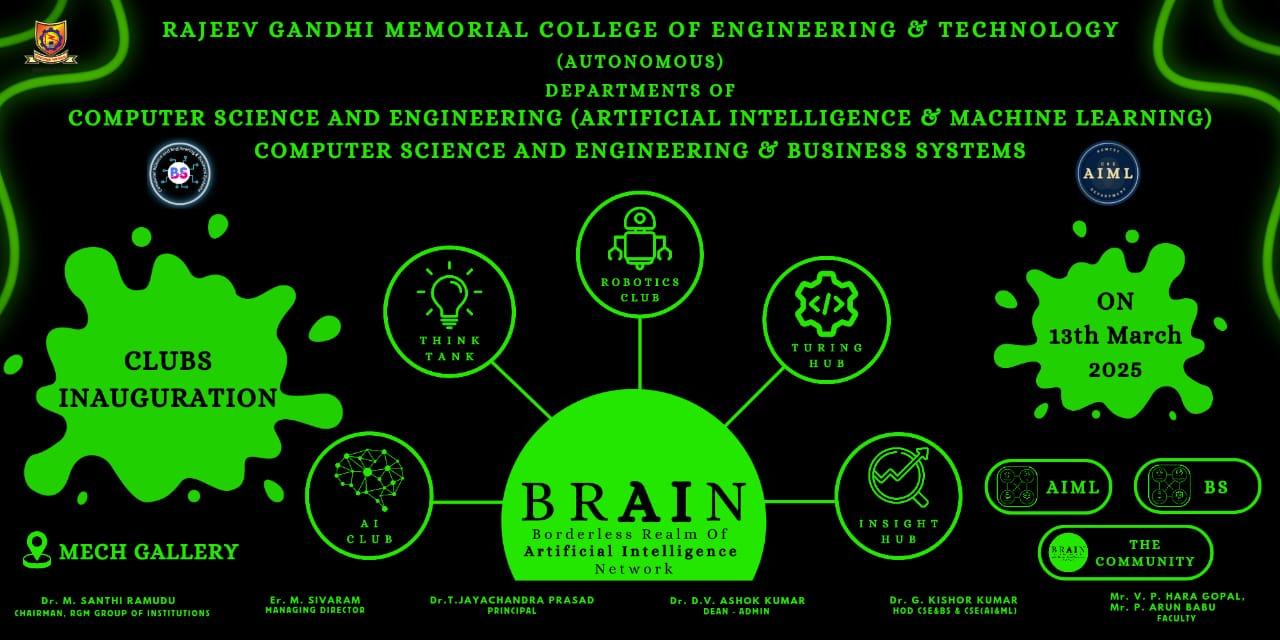 RAJEEV GANDHI MEMORIAL COLLEGE OF ENGINEERING & TECHNOLOGY
(AUTONOMOUS)
DEPARTMENTS OF
COMPUTER SCIENCE AND ENGINEERING (ARTIFICIAL INTELLIGENCE & MACHINE LEARNING)
COMPUTER SCIENCE AND ENGINEERING & BUSINESS SYSTEMS
BS
AIML
DEPARTMENT
CLUBS
INAUGURATION
THINK
TANK
ROBOTICS
CLUB
</>
TURING
HUB
ON
13th March
2025
AI
CLUB
BRAIN
Borderless Realm Of
Artificial Intelligence
Network
INSIGHT
HUB
AIML
BS
BRAIN
THE
COMMUNITY
MECH GALLERY
Dr. M. SANTHI RAMUDU
CHAIRMAN, RGM GROUP OF INSTITUTIONS
Er. M. SIVARAM
MANAGING DIRECTOR
Dr.T.JAYACHANDRA PRASAD
PRINCIPAL
Dr. D.V. ASHOK KUMAR
DEAN - ADMIN
Dr. G. KISHOR KUMAR
HOD CSE&BS & CSE(AI&ML)
Mr. V. P. HARA GOPAL,
Mr. P. ARUN BABU
FACULTY